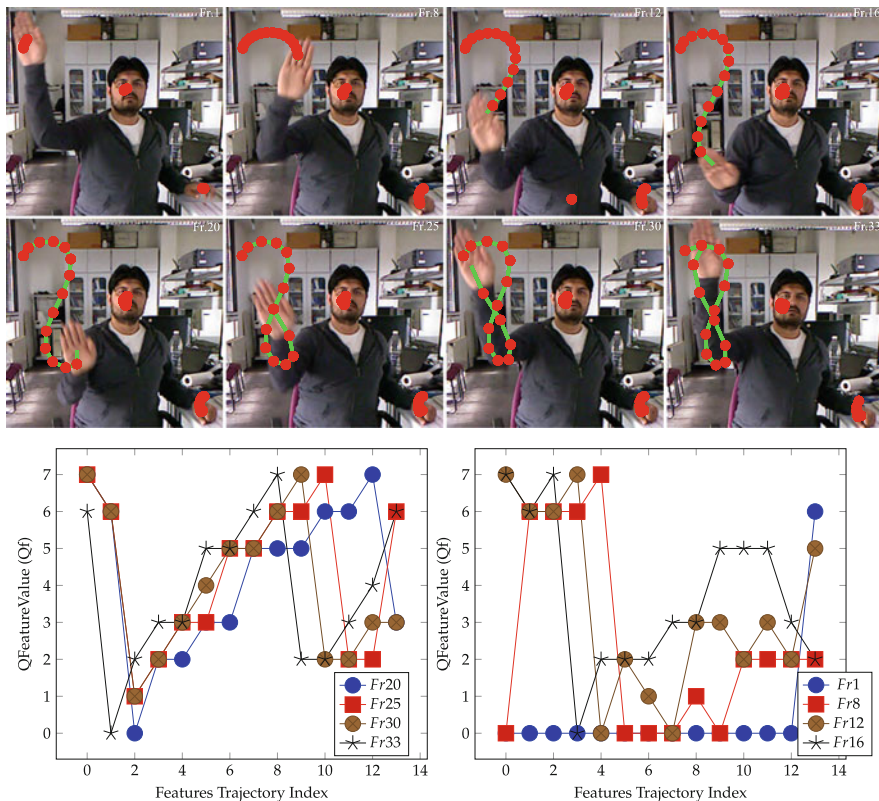 Fr.1
Fr.8
Fr.12
Fr.16
Fr.20
Fr.25
Fr.30
Fr.33
7
6
5
4
3
2
1
0
QFeatureValue (Qf)
0 2 4 6 8 10 12 14
Features Trajectory Index
Fr20
Fr25
Fr30
Fr33
7
6
5
4
3
2
1
0
QFeatureValue (Qf)
0 2 4 6 8 10 12 14
Features Trajectory Index
Fr1
Fr8
Fr12
Fr16